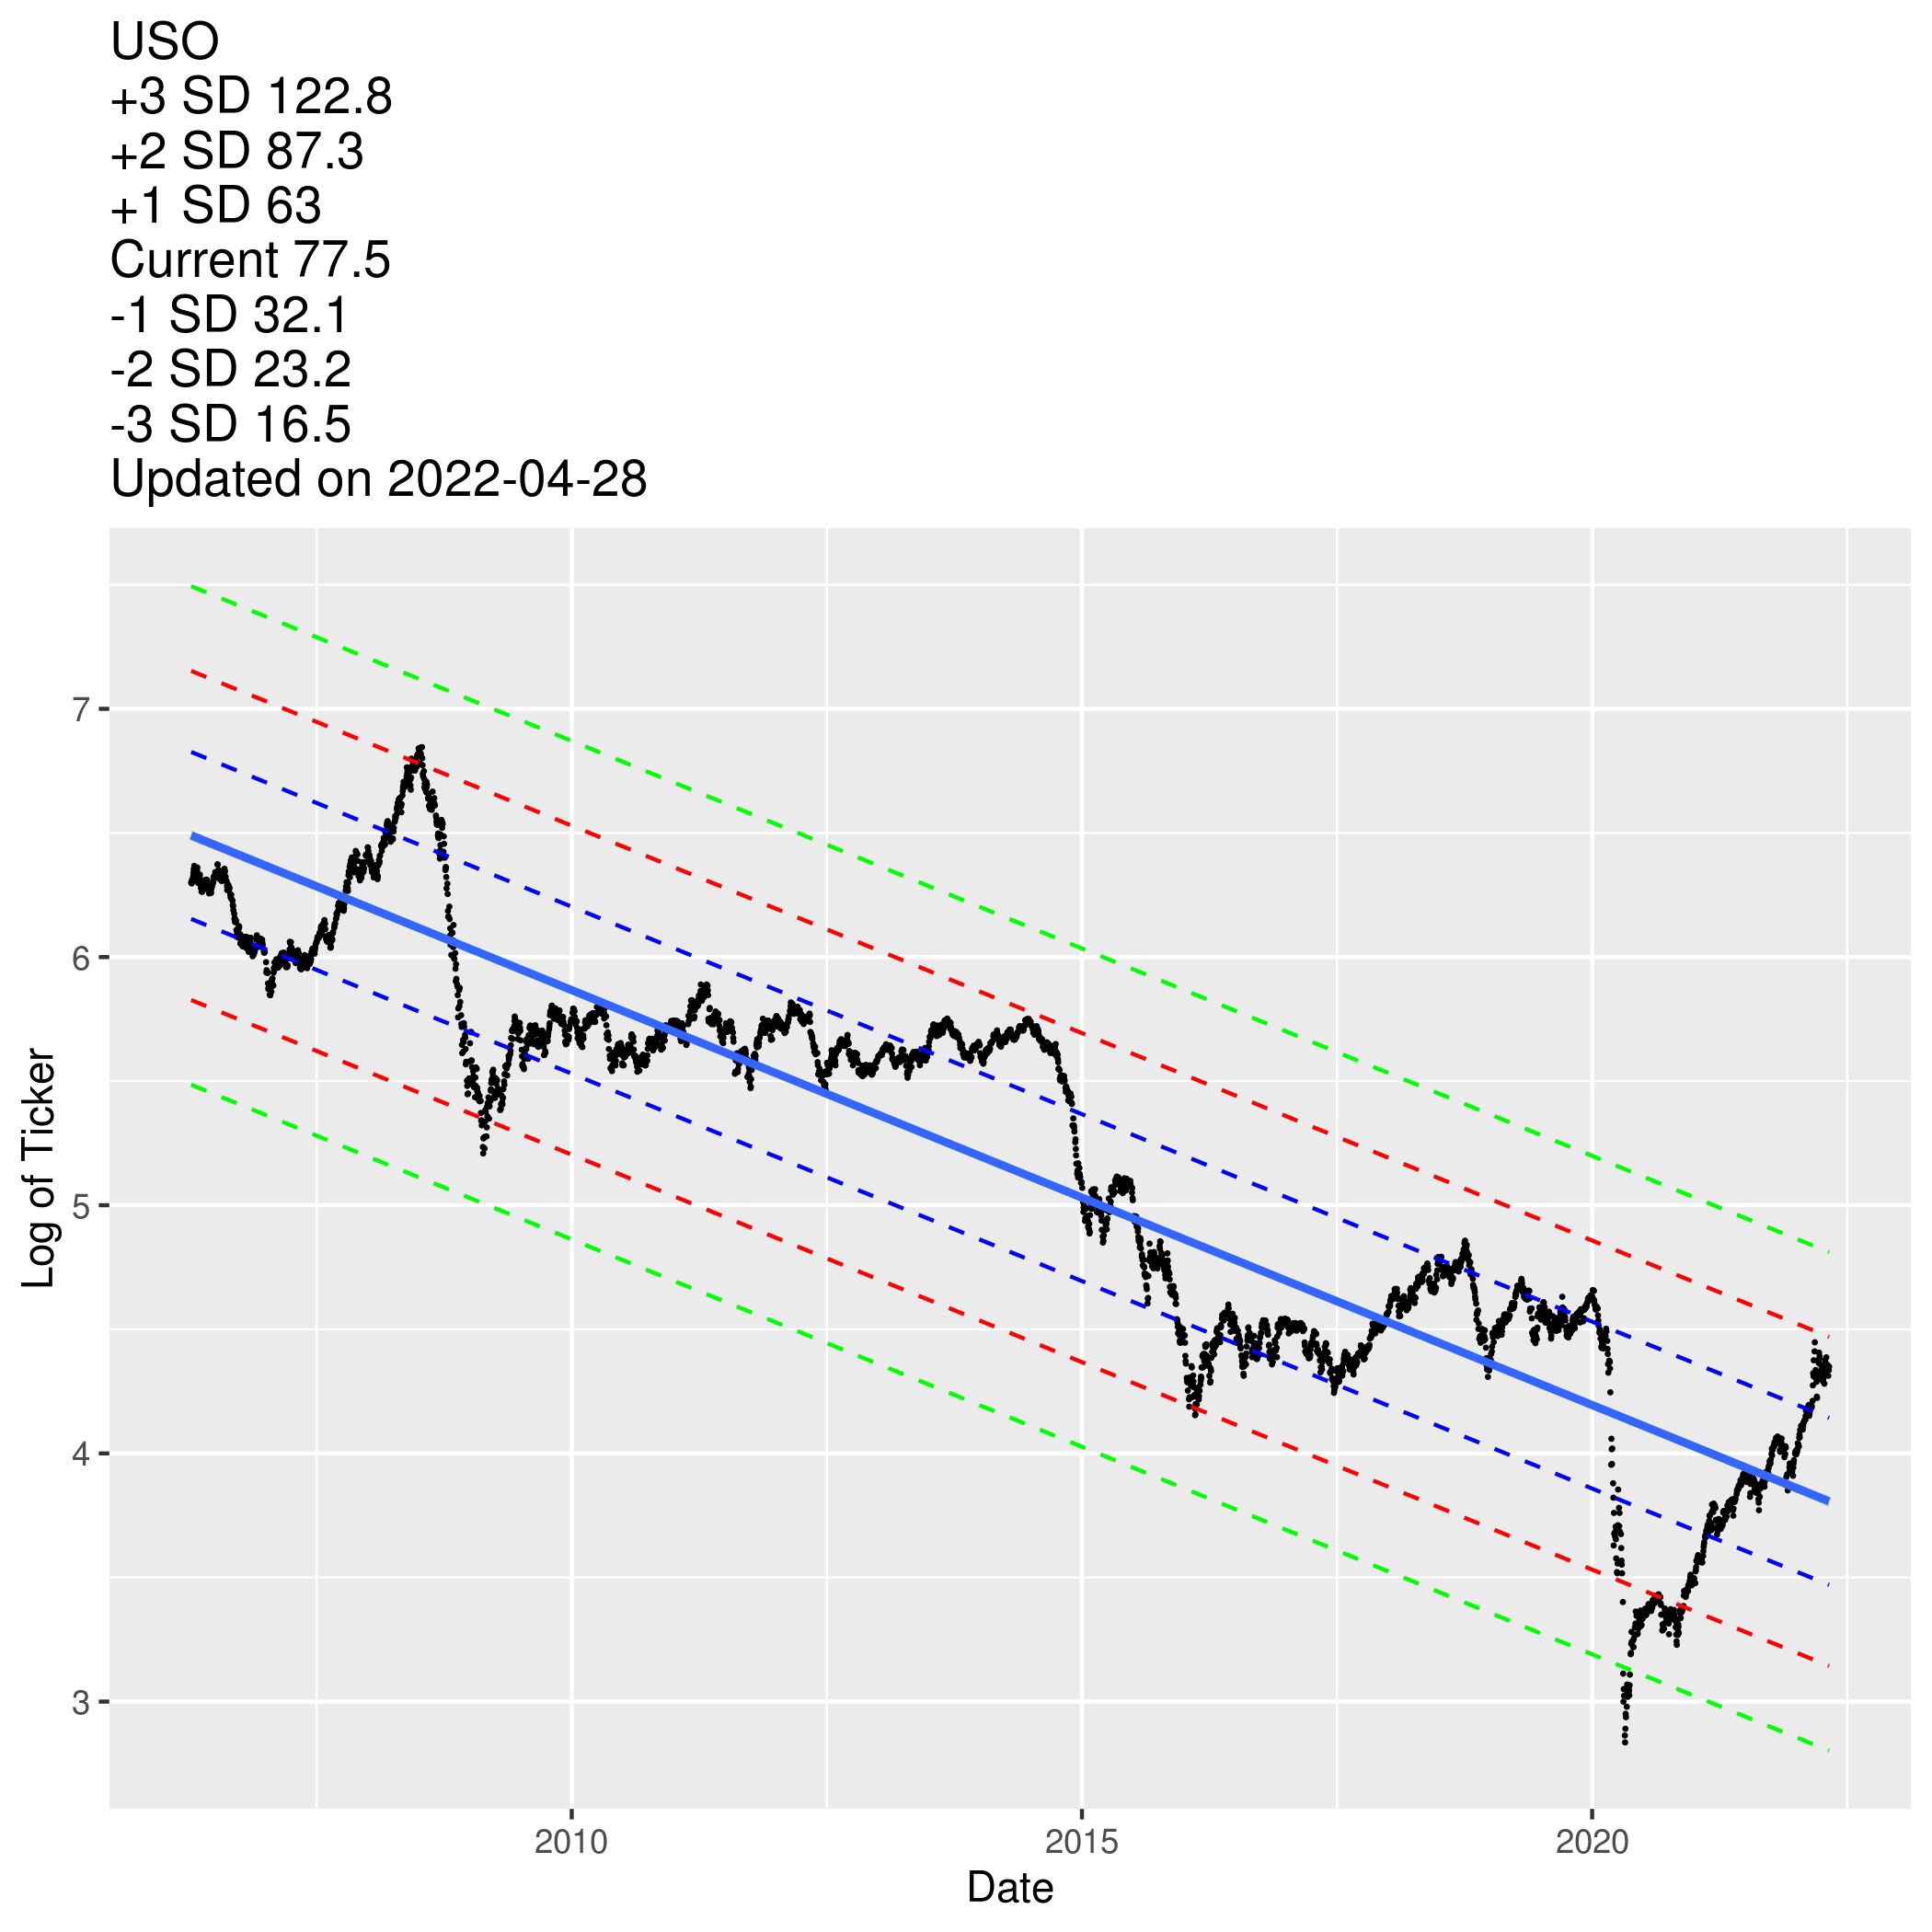 USO
+3 SD 122.8
+2 SD 87.3
+1 SD 63
Current 77.5
-1 SD 32.1
-2 SD 23.2
-3 SD 16.5
Updated on 2022-04-28
7
6
5
4
3
Log of Ticker
2010 2015 2020
Date